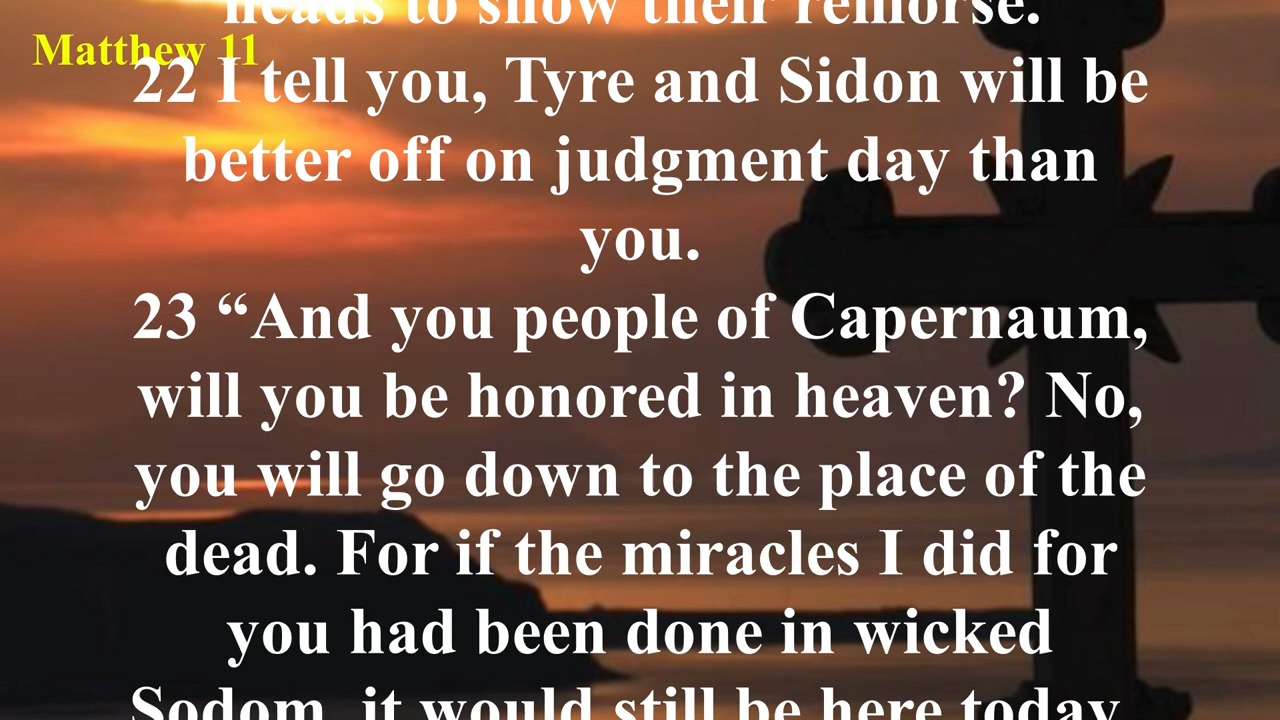 heads to show their remorse.
Matthew 11
22 I tell you, Tyre and Sidon will be
better off on judgment day than
you.
23 “And you people of Capernaum,
will you be honored in heaven? No,
you will go down to the place of the
dead. For if the miracles I did for
you had been done in wicked
Sodom, it would still be here today.